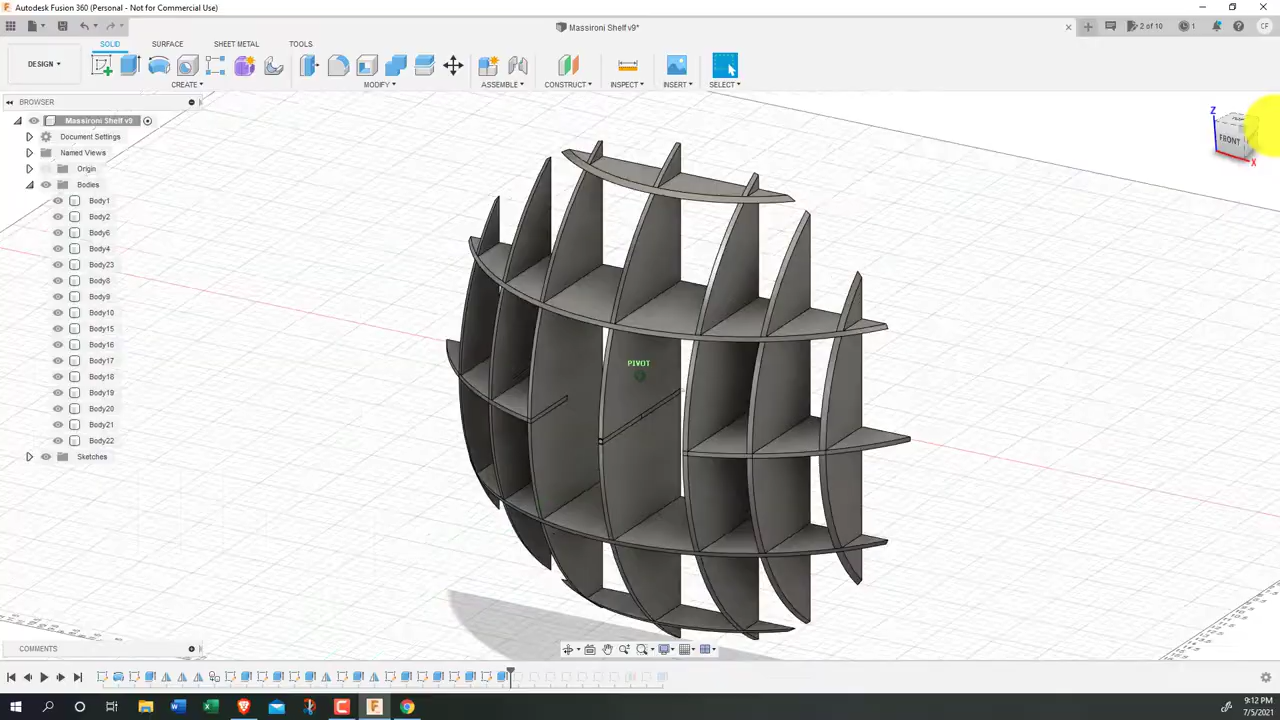 Autodesk Fusion 360 (Personal - Not for Commercial Use)
Massironi Shelf v9*
2 of 10
1
CF
DESIGN
SOLID
SURFACE
SHEET METAL
TOOLS
CREATE
MODIFY
ASSEMBLE
CONSTRUCT
INSPECT
INSERT
SELECT
BROWSER
Massironi Shelf v9
Document Settings
Named Views
Origin
Bodies
Body1
Body2
Body6
Body4
Body23
Body8
Body9
Body10
Body15
Body16
Body17
Body18
Body19
Body20
Body21
Body22
Sketches
Z
FRONT
X
PIVOT
COMMENTS
9:12 PM
7/5/2021